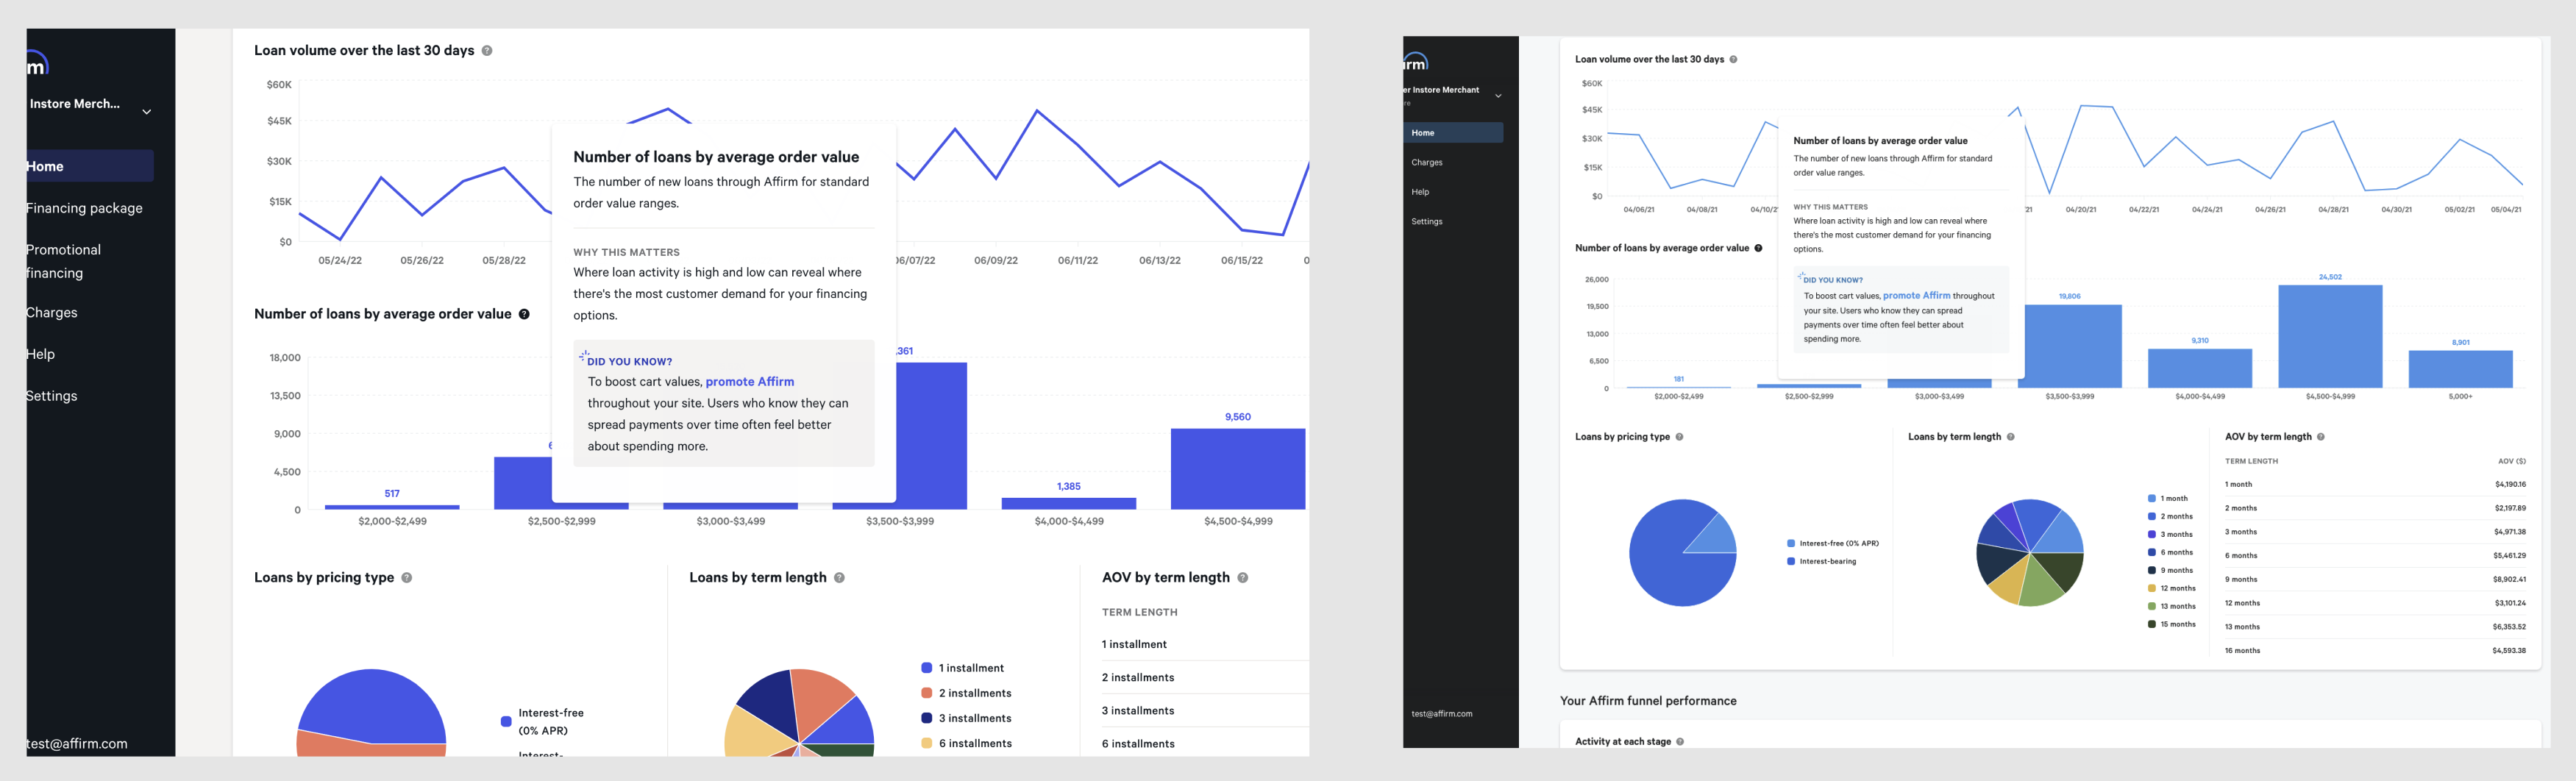 m
Instore Merch...
Home
Financing package
Promotional
financing
Charges
Help
Settings
test@affirm.com
Loan volume over the last 30 days ?
$60K
$45K
$30K
$15K
$0
05/24/22 05/26/22 05/28/22 06/07/22 06/09/22 06/11/22 06/13/22 06/15/22 0
Number of loans by average order value ?
18,000
13,500
9,000
4,500
0
517 6 ,361 1,385 9,560
$2,000-$2,499 $2,500-$2,999 $3,000-$3,499 $3,500-$3,999 $4,000-$4,499 $4,500-$4,999
Number of loans by average order value
The number of new loans through Affirm for standard
order value ranges.
WHY THIS MATTERS
Where loan activity is high and low can reveal where
there's the most customer demand for your financing
options.
DID YOU KNOW?
To boost cart values, promote Affirm
throughout your site. Users who know they can
spread payments over time often feel better
about spending more.
Loans by pricing type ?
Interest-free
(0% APR)
Interest-
Loans by term length ?
1 installment
2 installments
3 installments
6 installments
AOV by term length ?
TERM LENGTH
1 installment
2 installments
3 installments
6 installments
irm
er Instore Merchant
re
Home
Charges
Help
Settings
test@affirm.com
Loan volume over the last 30 days ?
$60K
$45K
$30K
$15K
$0
04/06/21 04/08/21 04/10/2 21 04/20/21 04/22/21 04/24/21 04/26/21 04/28/21 04/30/21 05/02/21 05/04/21
Number of loans by average order value ?
26,000
19,500
13,000
6,500
0
181 19,806 9,310 24,502 8,901
$2,000-$2,499 $2,500-$2,999 $3,000-$3,499 $3,500-$3,999 $4,000-$4,499 $4,500-$4,999 5,000+
Number of loans by average order value
The number of new loans through Affirm for standard
order value ranges.
WHY THIS MATTERS
Where loan activity is high and low can reveal where
there's the most customer demand for your financing
options.
DID YOU KNOW?
To boost cart values, promote Affirm throughout
your site. Users who know they can spread
payments over time often feel better about
spending more.
Loans by pricing type ?
Interest-free (0% APR)
Interest-bearing
Loans by term length ?
1 month
2 months
3 months
6 months
9 months
12 months
13 months
15 months
AOV by term length ?
TERM LENGTH AOV ($)
1 month $4,190.16
2 months $2,197.89
3 months $4,971.38
6 months $5,461.29
9 months $8,902.41
12 months $3,101.24
13 months $6,353.52
16 months $4,593.38
Your Affirm funnel performance
Activity at each stage ?